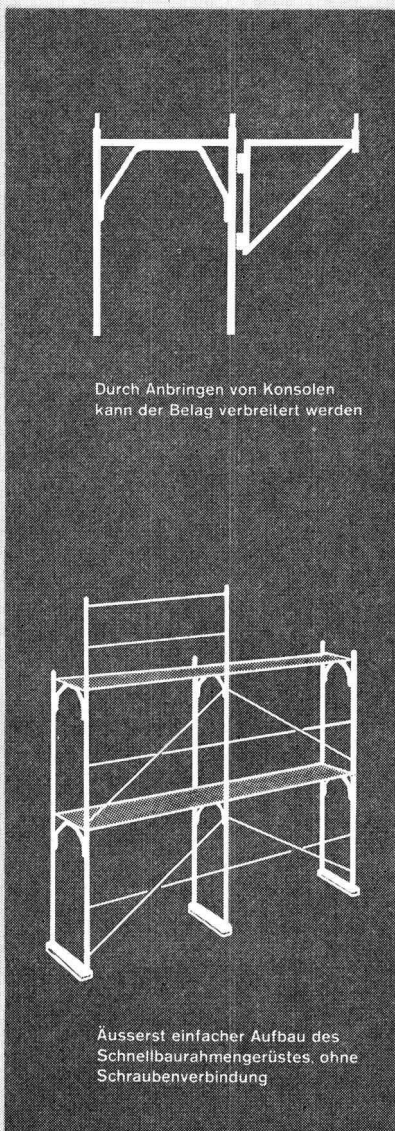 Durch Anbringen von Konsolen
kann der Belag verbreitert werden
Äusserst einfacher Aufbau des
Schnellbaurahmengerüstes, ohne
Schraubenverbindung